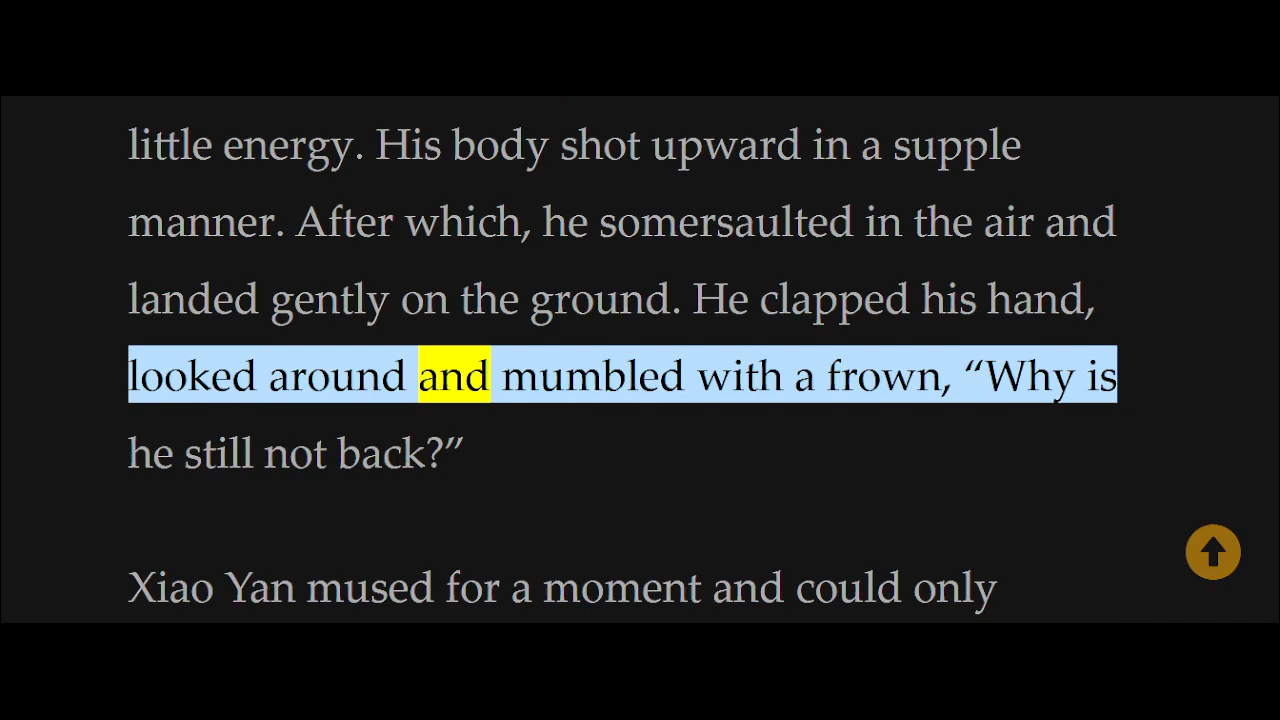 little energy. His body shot upward in a supple
manner. After which, he somersaulted in the air and
landed gently on the ground. He clapped his hand,
looked around and mumbled with a frown, “Why is
he still not back?”
Xiao Yan mused for a moment and could only